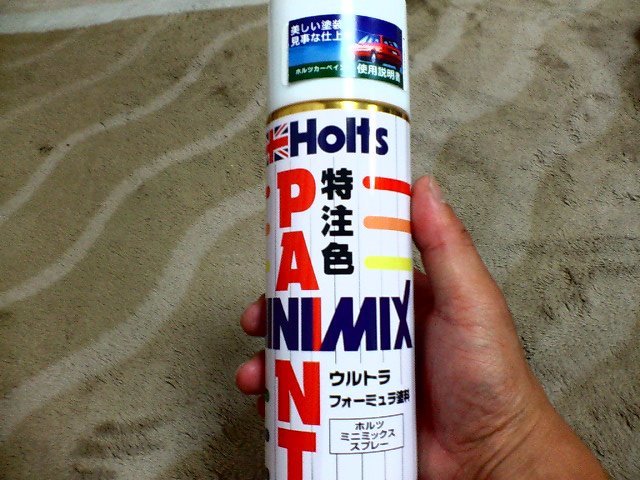 美しい塗装
見事な仕上
ホルツカーペイン
使用説明書
Holts
特注色
PAINT
INIMIX
ウルトラ
フォーミュラ塗料
ホルツ
ミニミックス
スプレー